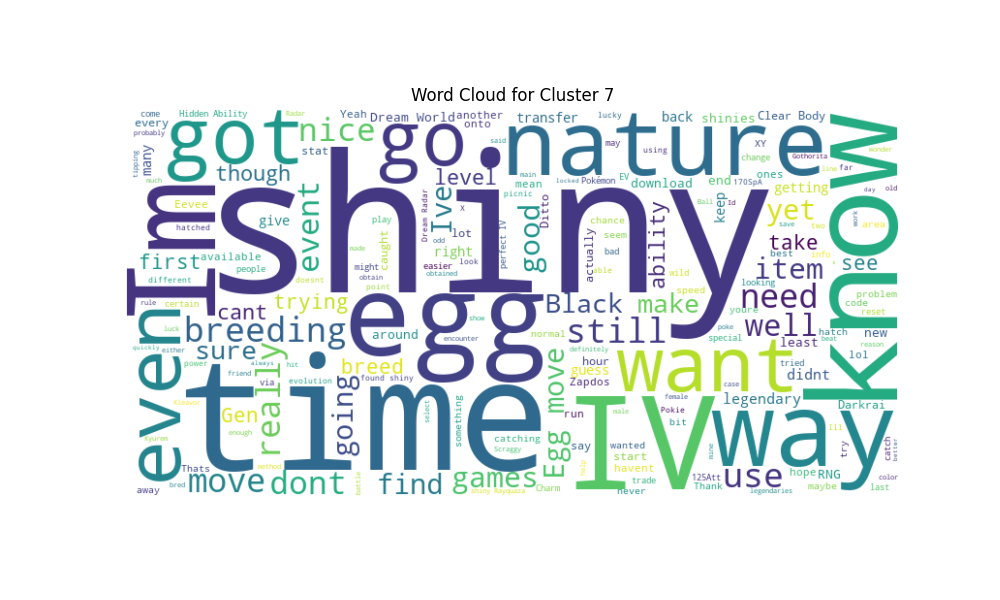 Word Cloud for Cluster 7
come
every
probably
Hidden Ability
Radar
Yeah
Dream World
another
onto
transfer
lucky
back
shinies
Clear Body
tipping
many
much
got
nice
stat
go
said
nature
may
using
XY
change
Gothorita
wonder
line
far
know
though
level
main
mean
picnic
locked
Pokémon
EV
download
end
170SpA
ones
getting
day
old
Im
Eevee
hatched
shiny
give
event
play
caught
Dream Radar
Ive
x
odd
lot
right
look
easier
obtained
perfect IV
good
Ditto
chance
seem
bad
actually
able
ability
wild
speed
keep
Ball
Id
save
yet
two
work
area
take
best
info
looking
item
see
first
available
people
different
doesnt
might
obtain
point
made
rule
certain
luck
cant
trying
egg
show
encounter
Black
make
youre
special
need
code
problem
reset
reason
even
breeding
around
normal
still
poke
well
hatch
new
least
lol
quickly
either
sure
power
always
hit
friend
via
evolution
found shiny
breed
definitely
hour
guess
Zapdos
want
tried
didnt
case
time
Klewvor
Gen
enough
really
going
select
something
Egg move
run
male
female
Pokie
bit
IV
legendary
way
Darkrai
ill
try
catch
better
Kyurem
method
catching
Scraggy
say
wanted
start
havent
help
mine
125Att
Thank
use
hope
RNG
color
Thats
bred
away
move
dont
battle
find
games
shiny Rayquaza
Charm
trade
never
legendaries
maybe
last